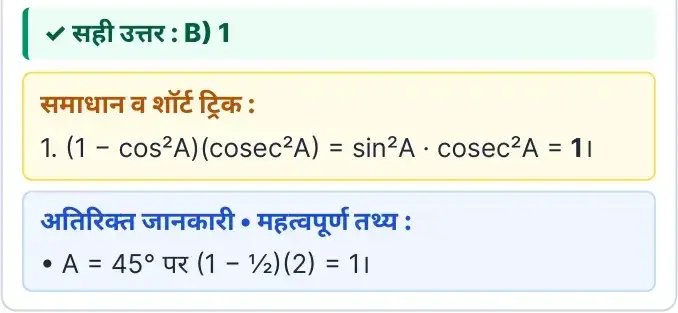 ✓ सही उत्तर : B) 1
समाधान व शॉर्ट ट्रिक :
1. (1 − cos²A)(cosec²A) = sin²A · cosec²A = 1।
अतिरिक्त जानकारी • महत्वपूर्ण तथ्य :
• A = 45° पर (1 − ½)(2) = 1।